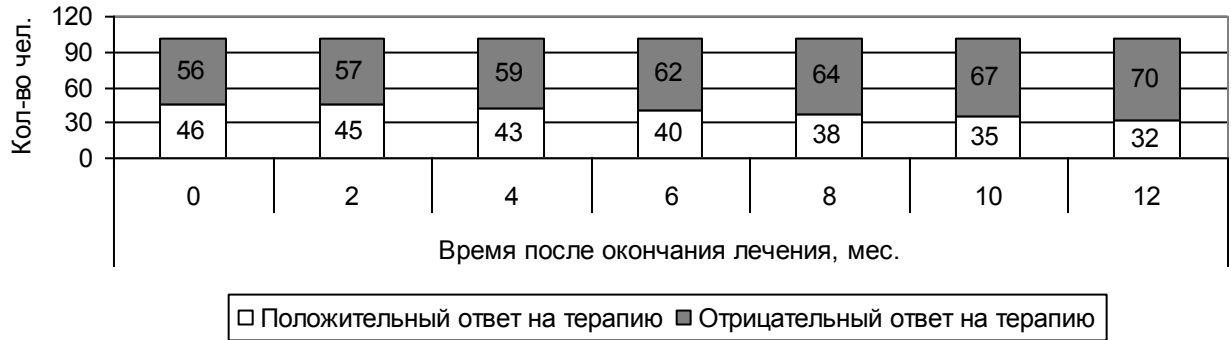 Кол-во чел.
120
90
60
30
0
56 57 59 62 64 67 70
46 45 43 40 38 35 32
0 2 4 6 8 10 12
Время после окончания лечения, мес.
Положительный ответ на терапию Отрицательный ответ на терапию